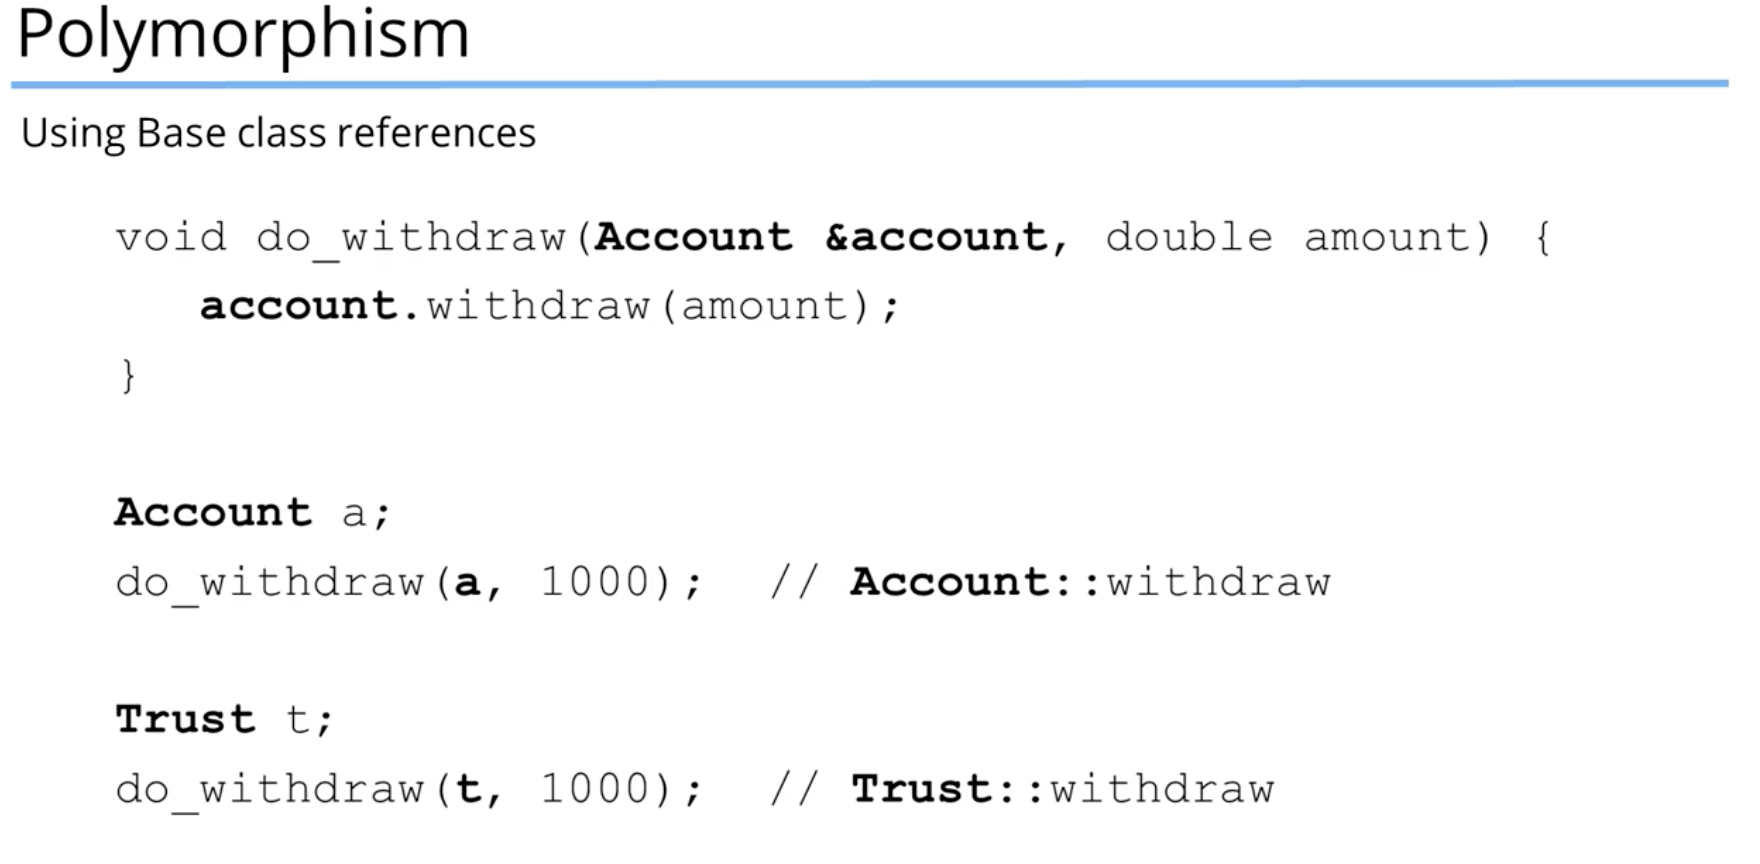 Polymorphism
Using Base class references
void do_withdraw(Account &account, double amount) {
account.withdraw(amount);
}
Account a;
do_withdraw(a, 1000); // Account::withdraw
Trust t;
do_withdraw(t, 1000); // Trust::withdraw